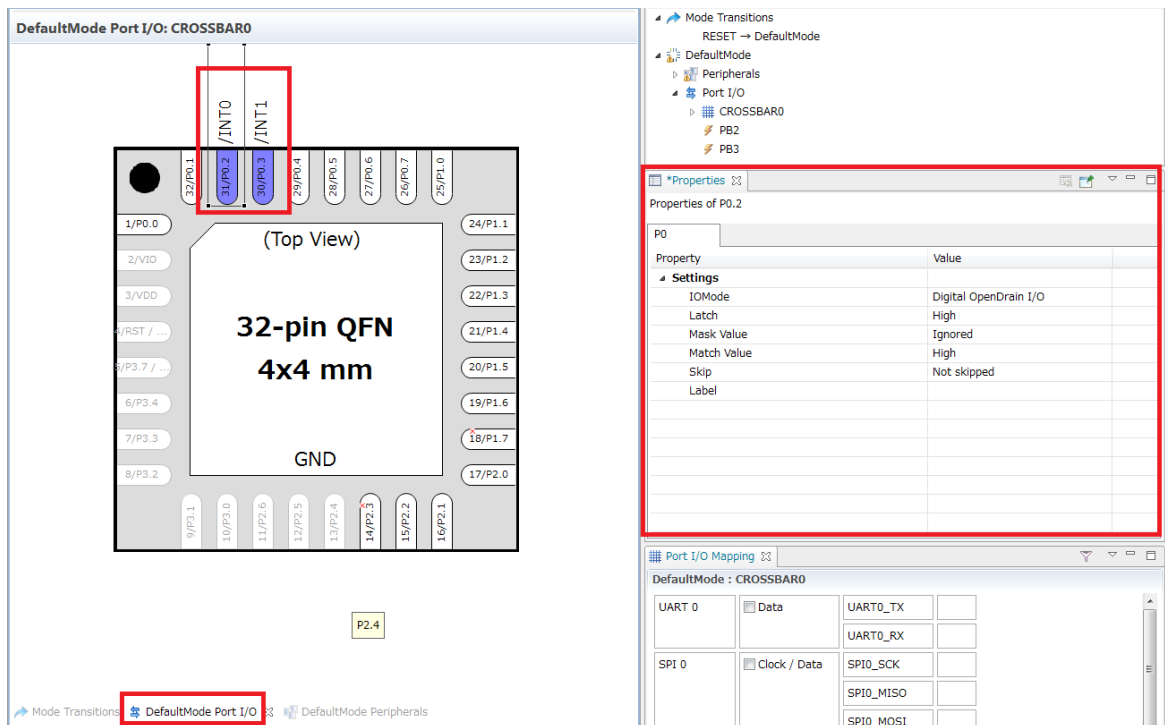 DefaultMode Port I/O: CROSSBAR0
/INT0
/INT1
32/P0.1
31/P0.2
30/P0.3
29/P0.4
28/P0.5
27/P0.6
26/P0.7
25/P1.0
1/P0.0
2/VIO
3/VDD
4/RST / ...
5/P3.7 / ...
6/P3.4
7/P3.3
8/P3.2
(Top View)
32-pin QFN
4x4 mm
GND
24/P1.1
23/P1.2
22/P1.3
21/P1.4
20/P1.5
19/P1.6
18/P1.7
17/P2.0
9/P3.1
10/P3.0
11/P2.6
12/P2.5
13/P2.4
14/P2.3
15/P2.2
16/P2.1
P2.4
Mode Transitions
DefaultMode Port I/O
DefaultMode Peripherals
Mode Transitions
RESET → DefaultMode
DefaultMode
Peripherals
Port I/O
CROSSBAR0
PB2
PB3
*Properties
Properties of P0.2
P0
Property Value
Settings
IOMode Digital OpenDrain I/O
Latch High
Mask Value Ignored
Match Value High
Skip Not skipped
Label
Port I/O Mapping
DefaultMode : CROSSBAR0
UART 0 Data UART0_TX
UART0_RX
SPI 0 Clock / Data SPI0_SCK
SPI0_MISO
SPI0_MOSI